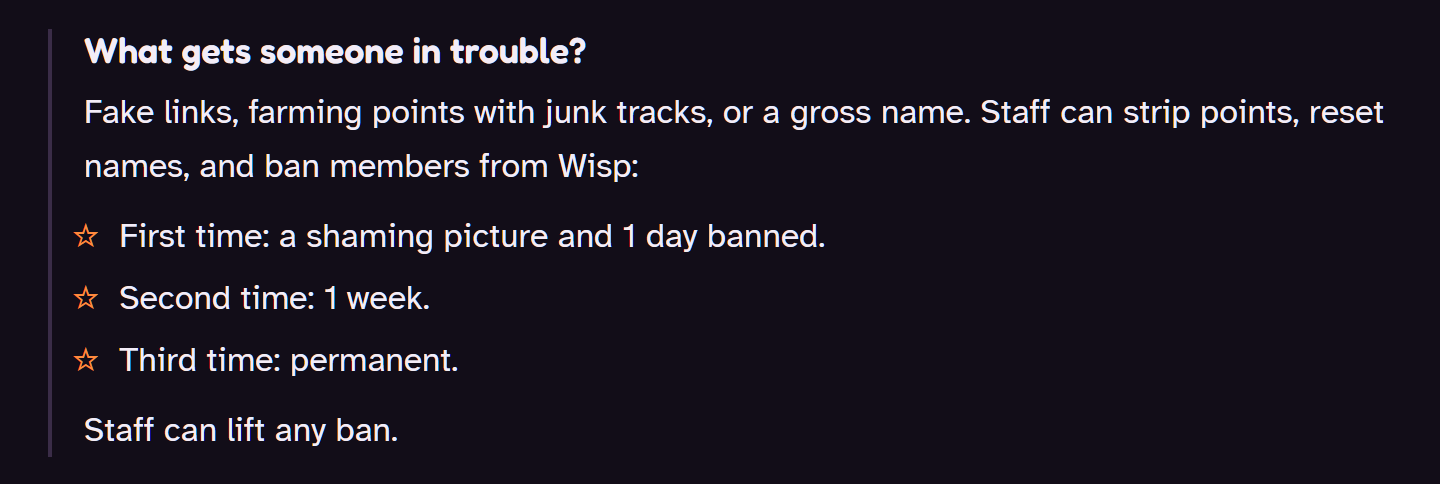 What gets someone in trouble?
Fake links, farming points with junk tracks, or a gross name. Staff can strip points, reset
names, and ban members from Wisp:
☆ First time: a shaming picture and 1 day banned.
☆ Second time: 1 week.
☆ Third time: permanent.
Staff can lift any ban.